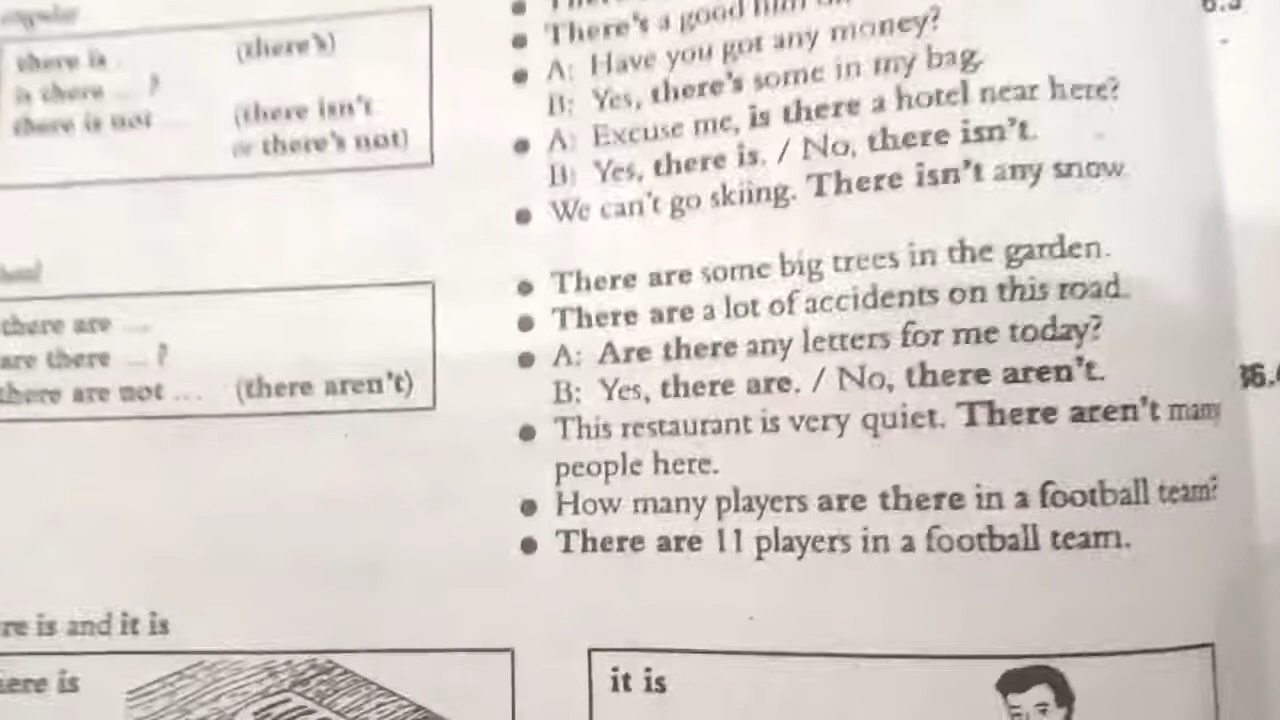 there is ... (there's)
is there ... ?
there is not ... (there isn't
or there's not)
There's a good
A: Have you got any money?
B: Yes, there's some in my bag.
A: Excuse me, is there a hotel near here?
B: Yes, there is. / No, there isn't.
We can't go skiing. There isn't any snow.
there are ...
are there ... ?
there are not ... (there aren't)
There are some big trees in the garden.
There are a lot of accidents on this road.
A: Are there any letters for me today?
B: Yes, there are. / No, there aren't.
This restaurant is very quiet. There aren't many
people here.
How many players are there in a football team?
There are 11 players in a football team.
re is and it is
ere is
it is